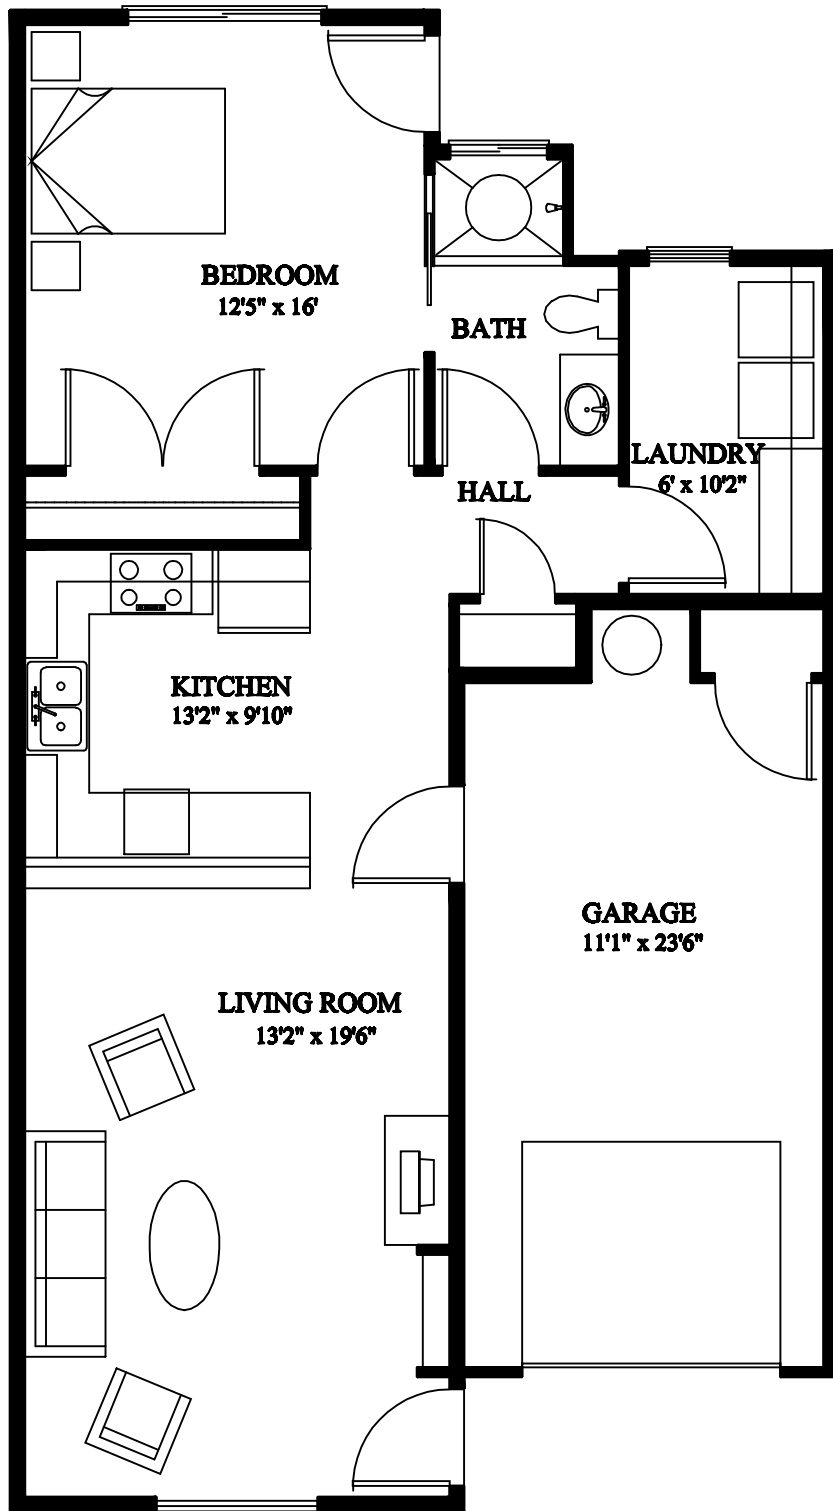 BEDROOM
12'5" x 16'
BATH
LAUNDRY
6' x 10'2"
HALL
KITCHEN
13'2" x 9'10"
GARAGE
11'1" x 23'6"
LIVING ROOM
13'2" x 19'6"